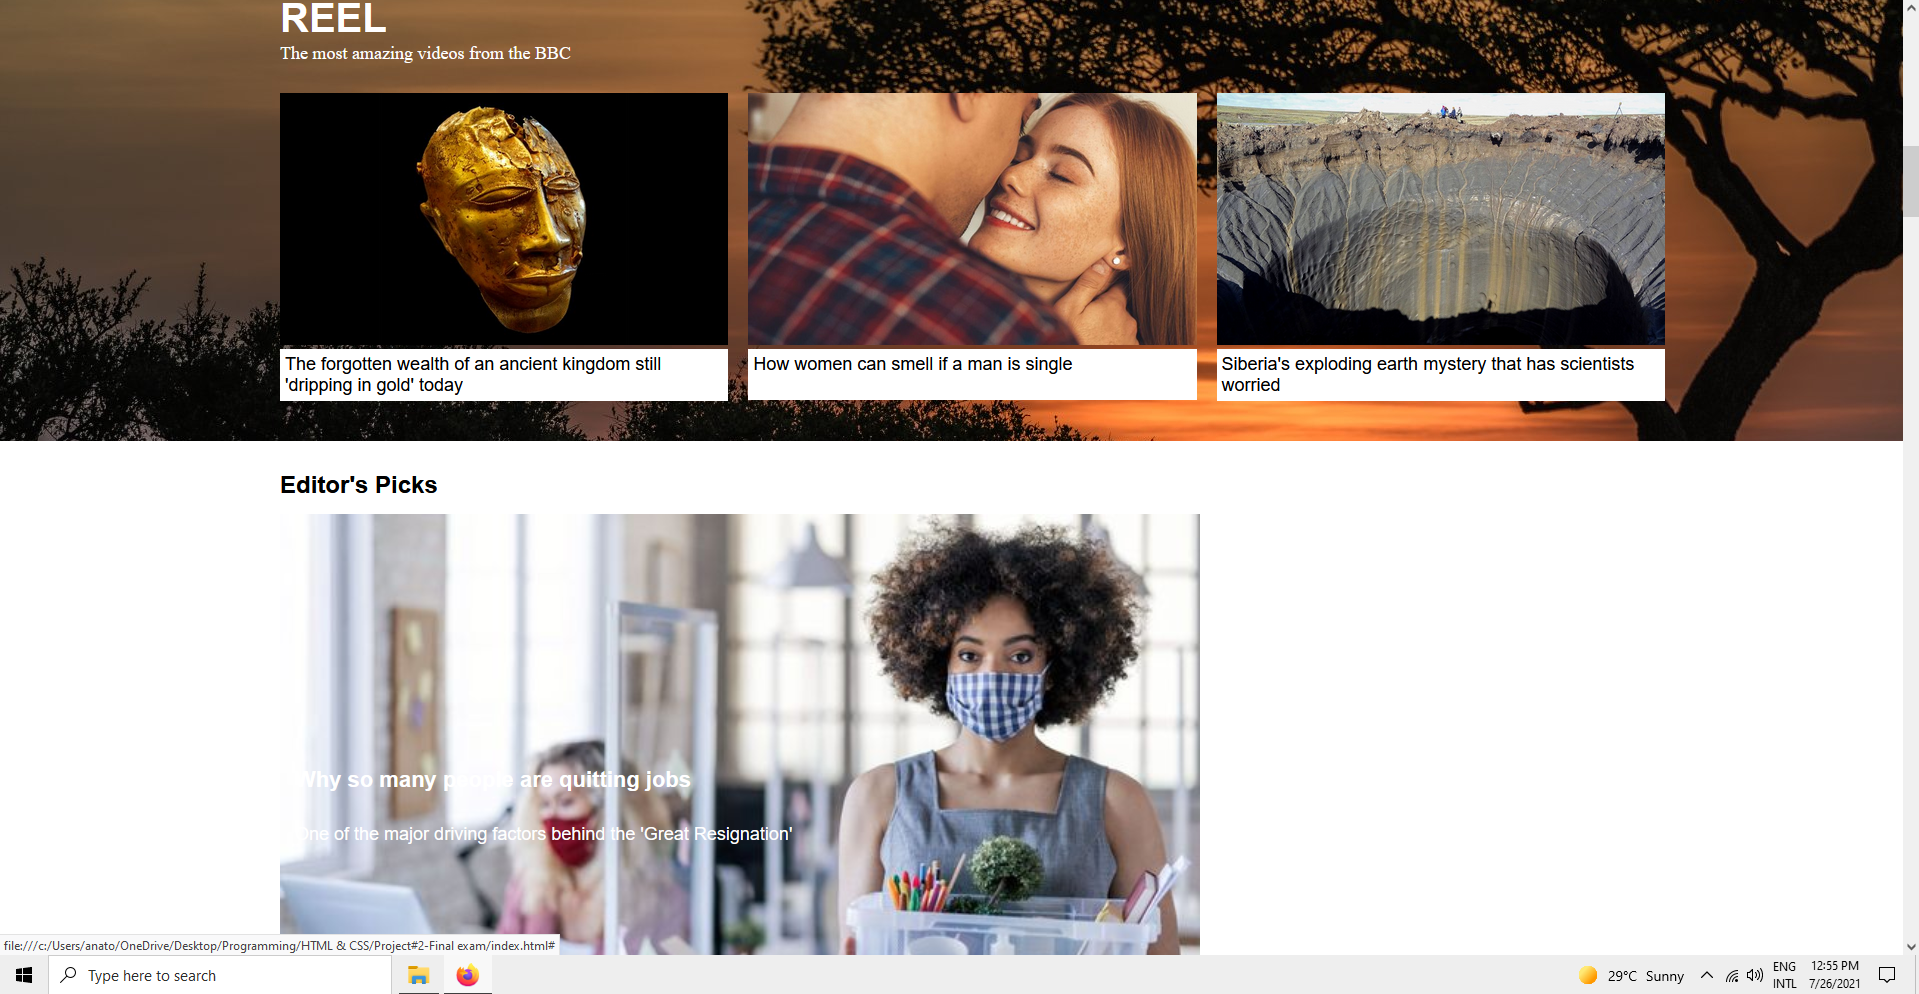 REEL
The most amazing videos from the BBC
The forgotten wealth of an ancient kingdom still
'dripping in gold' today
How women can smell if a man is single
Siberia's exploding earth mystery that has scientists
worried
Editor's Picks
Why so many people are quitting jobs
One of the major driving factors behind the 'Great Resignation'
file:///c:/Users/anato/OneDrive/Desktop/Programming/HTML & CSS/Project#2-Final exam/index.html#
Type here to search
29°C Sunny
ENG
INTL
12:55 PM
7/26/2021